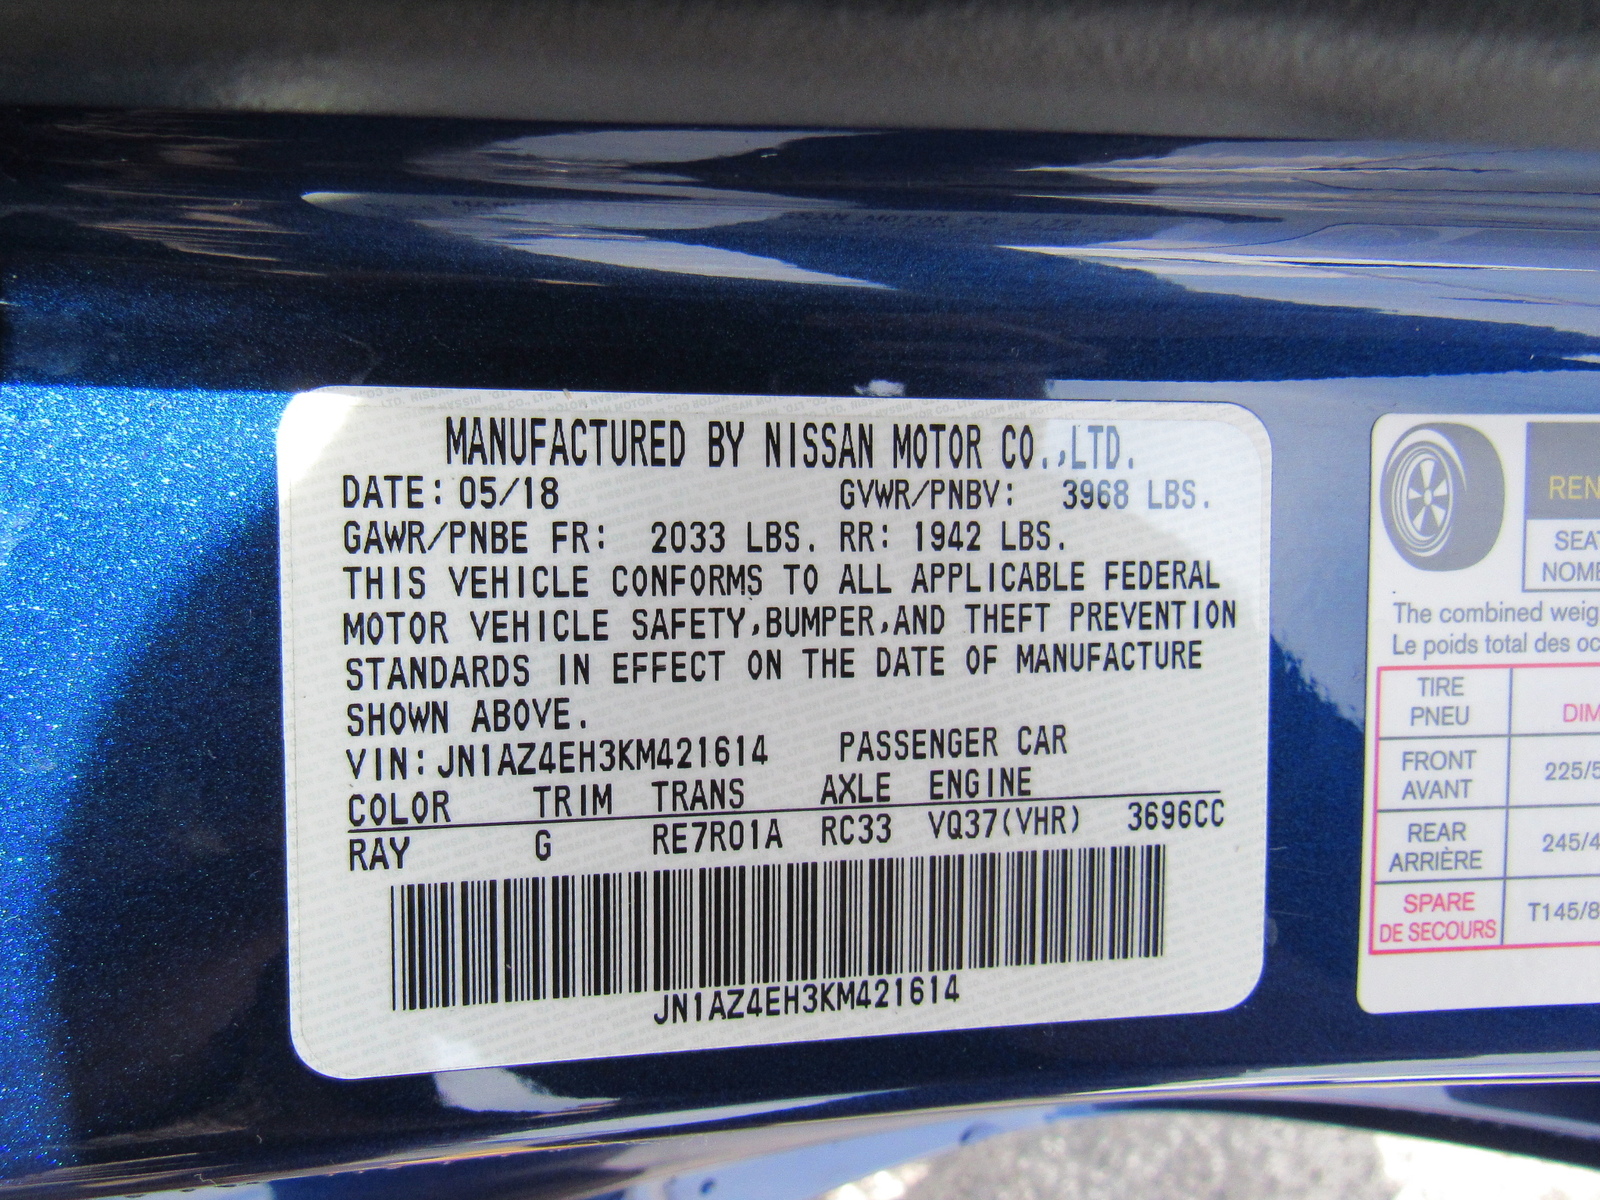 MANUFACTURED BY NISSAN MOTOR CO.,LTD.
DATE: 05/18 GVWR/PNBV: 3968 LBS.
GAWR/PNBE FR: 2033 LBS. RR: 1942 LBS.
THIS VEHICLE CONFORMS TO ALL APPLICABLE FEDERAL
MOTOR VEHICLE SAFETY,BUMPER,AND THEFT PREVENTION
STANDARDS IN EFFECT ON THE DATE OF MANUFACTURE
SHOWN ABOVE.
VIN:JN1AZ4EH3KM421614 PASSENGER CAR
COLOR TRIM TRANS AXLE ENGINE
RAY G RE7R01A RC33 VQ37(VHR) 3696CC
JN1AZ4EH3KM421614
REN
SEA
NOM
The combined weig
Le poids total des oc
TIRE
PNEU
DIM
FRONT
AVANT
225/5
REAR
ARRIÈRE
245/4
SPARE
DE SECOURS
T145/8